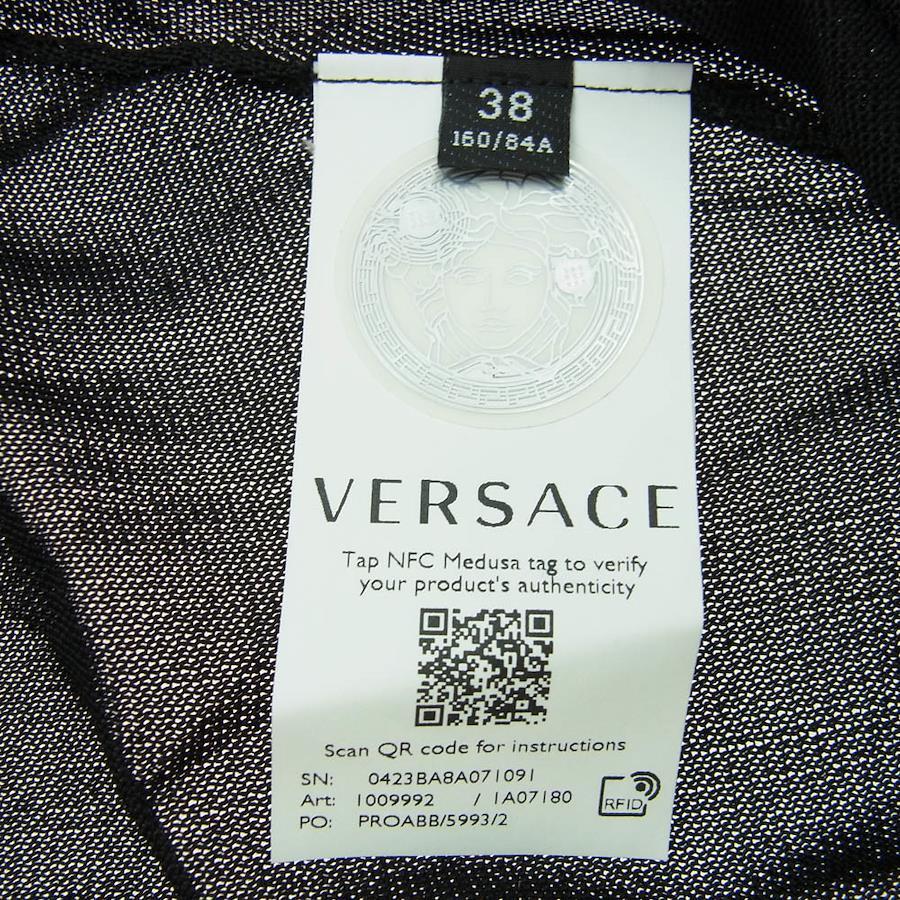 38
160/84A
VERSACE
Tap NFC Medusa tag to verify
your product's authenticity
Scan QR code for instructions
SN: 0423BA8A071091
Art: 1009992 / 1A07180
PO: PROABB/5993/2
RFID